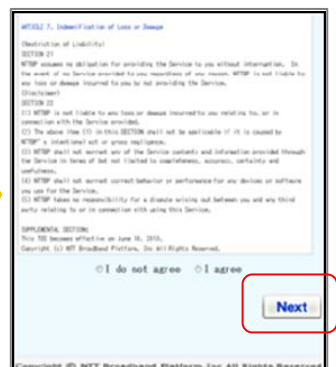 ARTICLE 7. Indemnification of Loss or Damage
(Restriction of Liability)
SECTION 21
NTTBP assumes no obligation for providing the Service to you without interruption. In
the event of no Service provided to you regardless of any reason, NTTBP is not liable to
any loss or damage incurred to you by not providing the Service.
(Disclaimer)
SECTION 22
(1) NTTBP is not liable to any loss or damage incurred to you relating to, or in
connection with the Service provided.
(2) The above item (1) in this SECTION shall not be applicable if it is caused by
NTTBP's intentional act or gross negligence.
(3) NTTBP shall not warrant any of the Service contents and information provided through
the Service in terms of but not limited to completeness, accuracy, certainty and
usefulness.
(4) NTTBP shall not warrant correct behavior or performance for any devices or software
you use for the Service.
(5) NTTBP takes no responsibility for a dispute arising out between you and any third
party relating to or in connection with using this Service.
SUPPLEMENTAL SECTIONS
This TOS becomes effective on June 2010.
Copyright (c) NTT Broadband Platform, Inc All Rights Reserved.
I do not agree I agree
Next
Copyright © NTT Broadband Platform, Inc All Rights Reserved